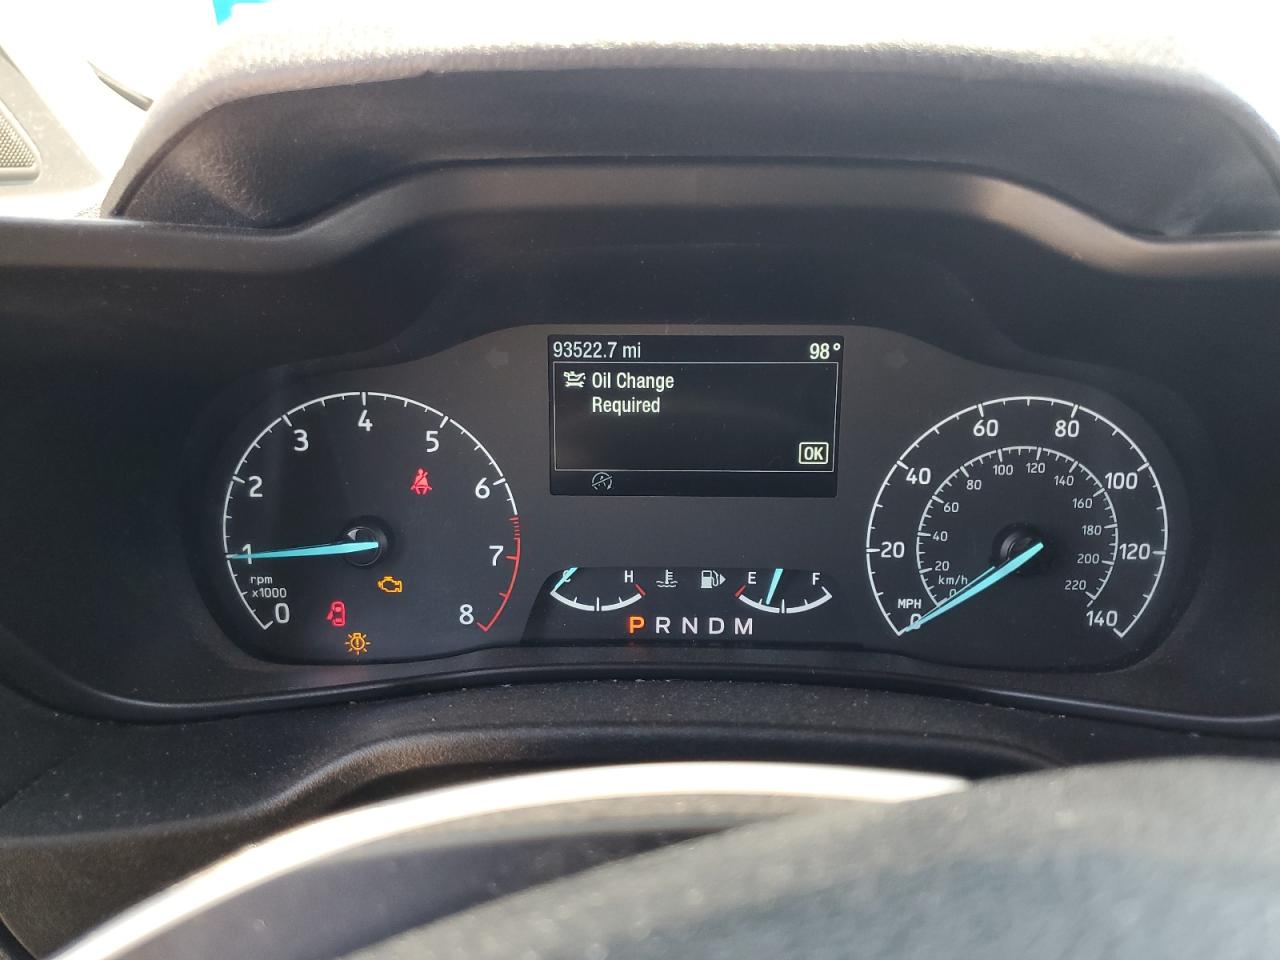 93522.7 mi 98°
Oil Change
Required
OK
0 1 2 3 4 5 6 7 8
rpm
x1000
C H
E F
P R N D M
0 20 40 60 80 100 120 140
MPH
0 20 40 60 80 100 120 140 160 180 200 220
km/h